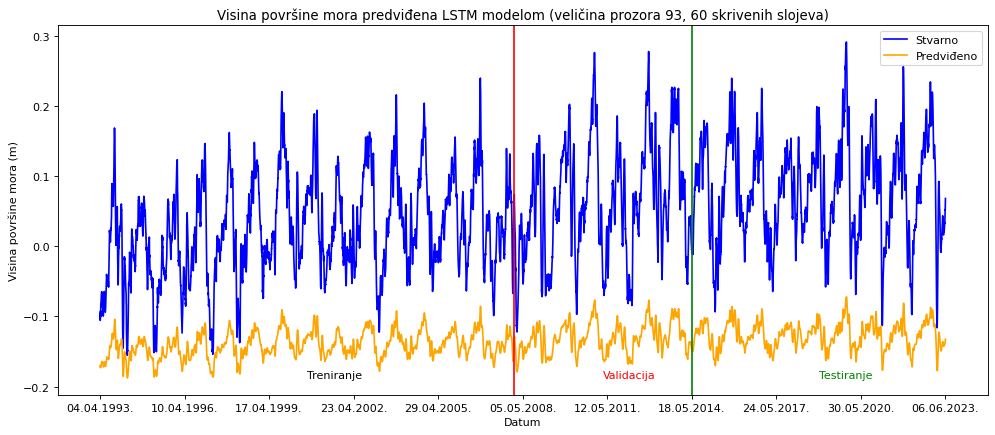 Visina površine mora predviđena LSTM modelom (veličina prozora 93, 60 skrivenih slojeva)
Stvarno
Predviđeno
Visina površine mora (m)
0.3
0.2
0.1
0.0
−0.1
−0.2
Treniranje
Validacija
Testiranje
04.04.1993.
10.04.1996.
17.04.1999.
23.04.2002.
29.04.2005.
05.05.2008.
12.05.2011.
18.05.2014.
24.05.2017.
30.05.2020.
06.06.2023.
Datum